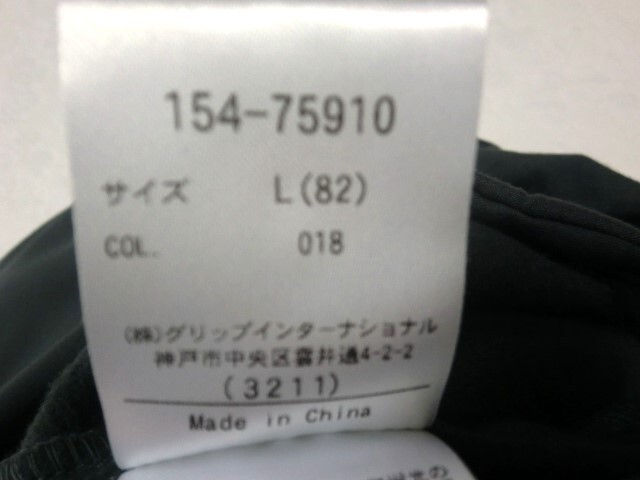 154-75910
サイズ L(82)
COL. 018
(株)グリップインターナショナル
神戸市中央区雲井通4-2-2
(3211)
Made in China